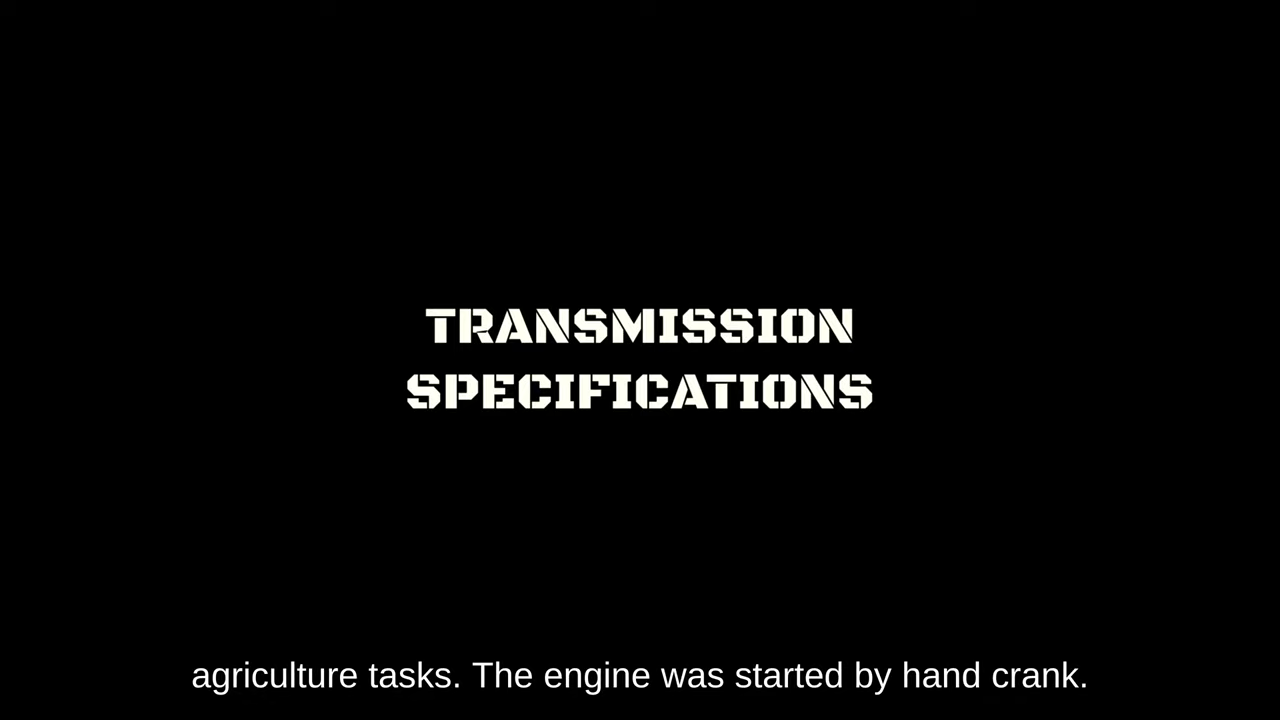 TRANSMISSION
SPECIFICATIONS
agriculture tasks. The engine was started by hand crank.